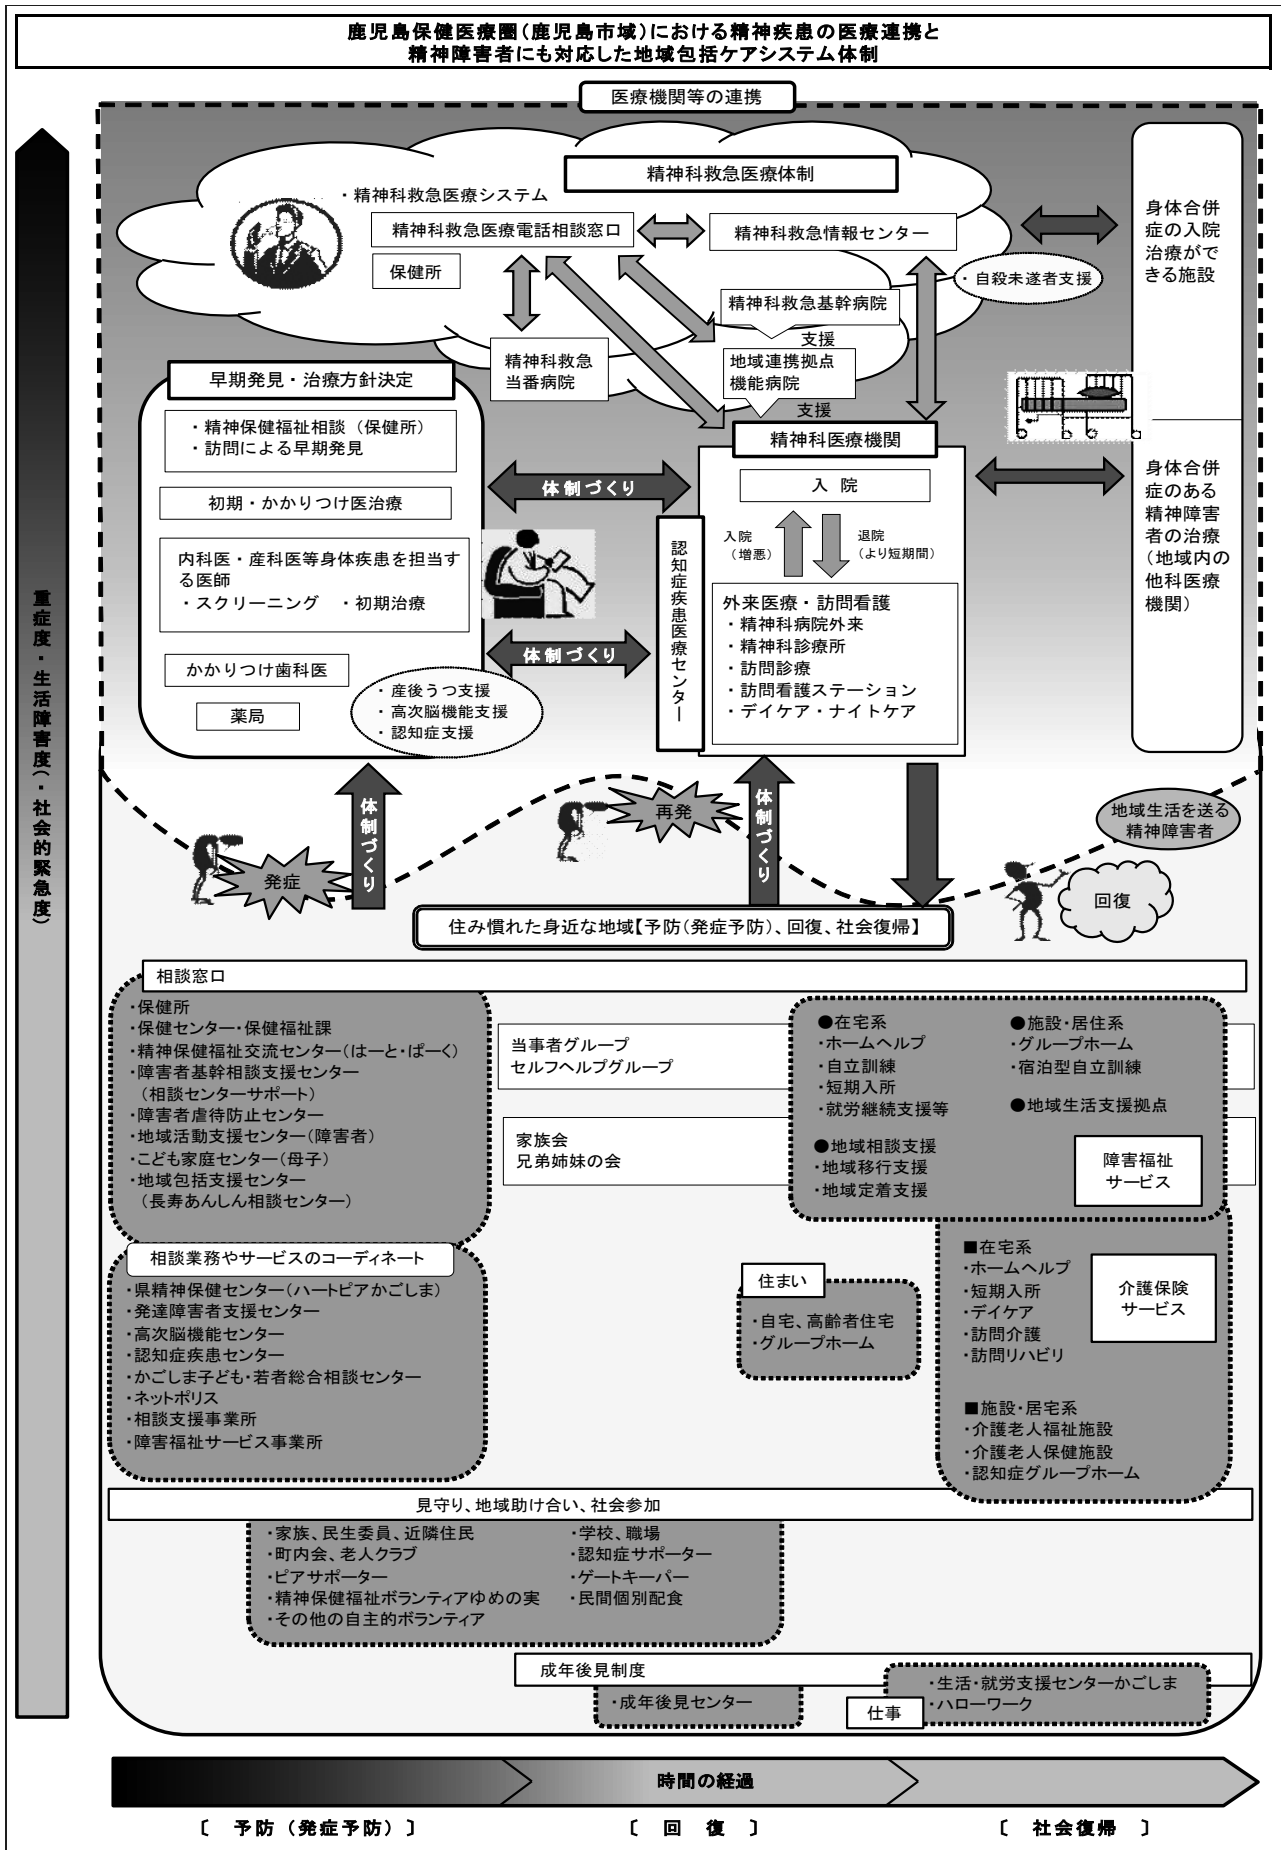 鹿児島保健医療圏(鹿児島市域)における精神疾患の医療連携と
精神障害者にも対応した地域包括ケアシステム体制
医療機関等の連携
重症度・生活障害度(・社会的緊急度)
精神科救急医療体制
・精神科救急医療システム
精神科救急医療電話相談窓口
精神科救急情報センター
保健所
・自殺未遂者支援
精神科救急基幹病院
支援
精神科救急
当番病院
地域連携拠点
機能病院
支援
身体合併
症の入院
治療がで
きる施設
身体合併
症のある
精神障害
者の治療
(地域内の
他科医療
機関)
早期発見・治療方針決定
・精神保健福祉相談(保健所)
・訪問による早期発見
初期・かかりつけ医治療
内科医・産科医等身体疾患を担当す
る医師
・スクリーニング ・初期治療
かかりつけ歯科医
薬局
・産後うつ支援
・高次脳機能支援
・認知症支援
体制づくり
体制づくり
認知症疾患医療センター
精神科医療機関
入 院
入院
(増悪)
退院
(より短期間)
外来医療・訪問看護
・精神科病院外来
・精神科診療所
・訪問診療
・訪問看護ステーション
・デイケア・ナイトケア
発症
体制づくり
再発
体制づくり
地域生活を送る
精神障害者
回復
住み慣れた身近な地域【予防(発症予防)、回復、社会復帰】
相談窓口
・保健所
・保健センター・保健福祉課
・精神保健福祉交流センター(はーと・ぱーく)
・障害者基幹相談支援センター
(相談センターサポート)
・障害者虐待防止センター
・地域活動支援センター(障害者)
・こども家庭センター(母子)
・地域包括支援センター
(長寿あんしん相談センター)
当事者グループ
セルフヘルプグループ
家族会
兄弟姉妹の会
●在宅系
・ホームヘルプ
・自立訓練
・短期入所
・就労継続支援等
●地域相談支援
・地域移行支援
・地域定着支援
●施設・居住系
・グループホーム
・宿泊型自立訓練
●地域生活支援拠点
障害福祉
サービス
相談業務やサービスのコーディネート
・県精神保健センター(ハートピアかごしま)
・発達障害者支援センター
・高次脳機能センター
・認知症疾患センター
・かごしま子ども・若者総合相談センター
・ネットポリス
・相談支援事業所
・障害福祉サービス事業所
住まい
・自宅、高齢者住宅
・グループホーム
■在宅系
・ホームヘルプ
・短期入所
・デイケア
・訪問介護
・訪問リハビリ
介護保険
サービス
■施設・居宅系
・介護老人福祉施設
・介護老人保健施設
・認知症グループホーム
見守り、地域助け合い、社会参加
・家族、民生委員、近隣住民
・町内会、老人クラブ
・ピアサポーター
・精神保健福祉ボランティアゆめの実
・その他の自主的ボランティア
・学校、職場
・認知症サポーター
・ゲートキーパー
・民間個別配食
成年後見制度
・成年後見センター
仕事
・生活・就労支援センターかごしま
・ハローワーク
時間の経過
〔 予防(発症予防)〕
〔 回 復 〕
〔 社会復帰 〕